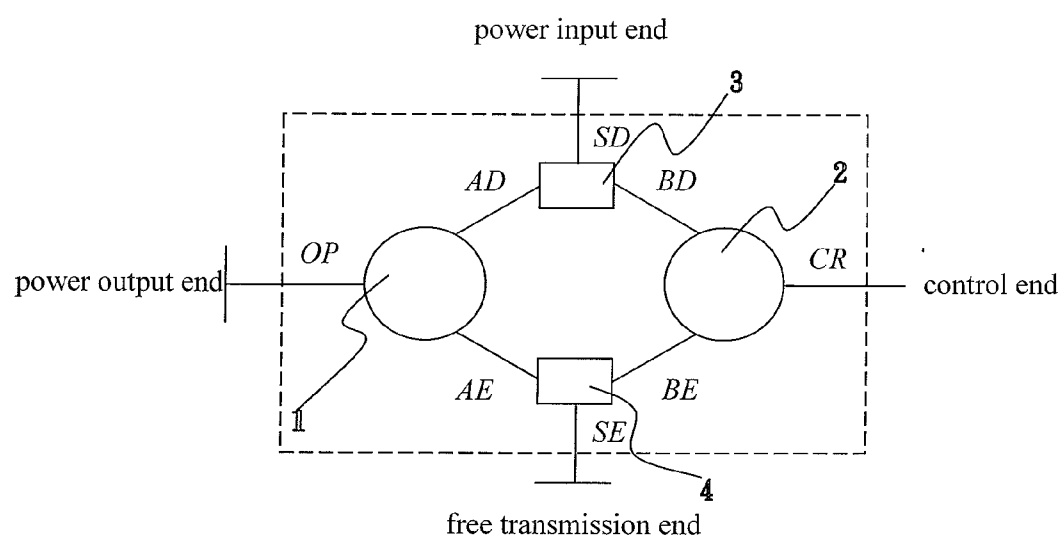 power input end
3
SD
AD
BD
2
OP
CR
power output end
control end
AE
BE
1
SE
4
free transmission end